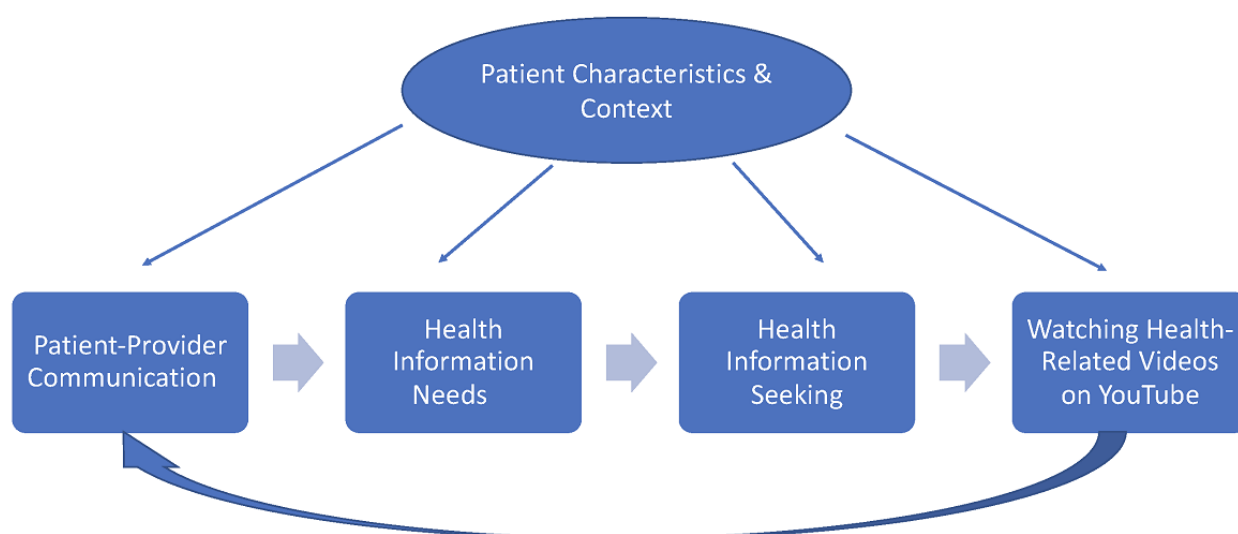 Patient Characteristics &
Context
Patient-Provider
Communication
Health
Information
Needs
Health
Information
Seeking
Watching Health-
Related Videos
on YouTube